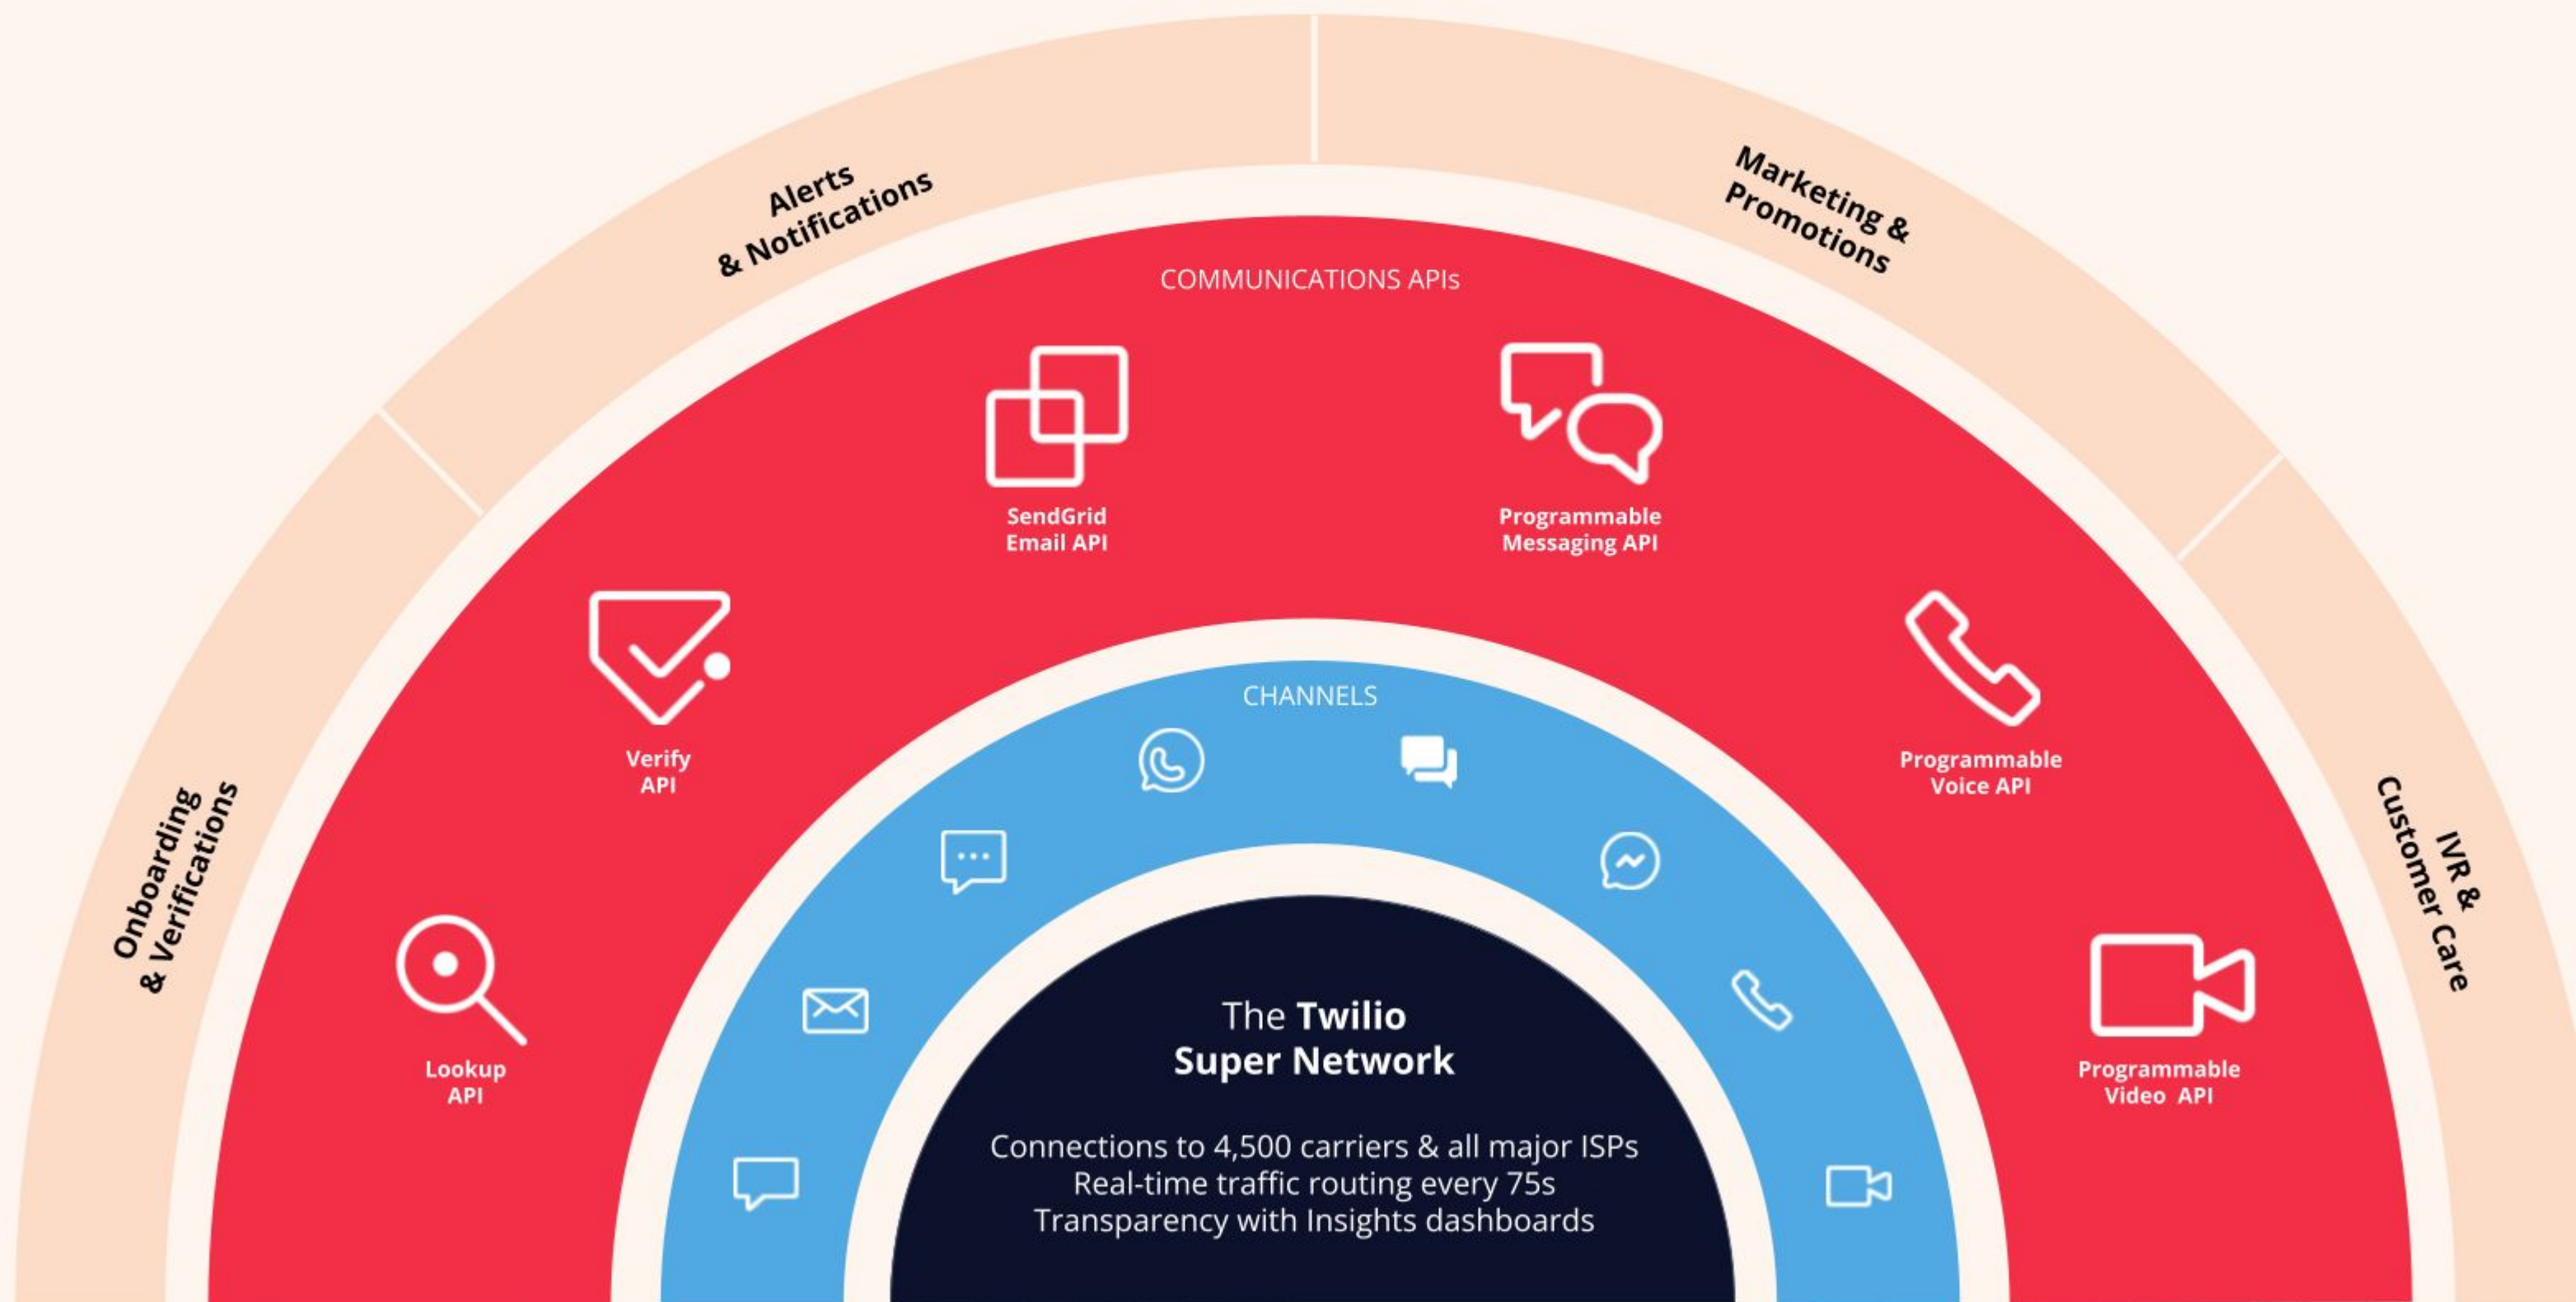 Alerts
& Notifications
Marketing &
Promotions
Onboarding
& Verifications
IVR &
Customer Care
COMMUNICATIONS APIs
SendGrid
Email API
Programmable
Messaging API
Verify
API
Programmable
Voice API
Lookup
API
Programmable
Video  API
CHANNELS
The Twilio
Super Network
Connections to 4,500 carriers & all major ISPs
Real-time traffic routing every 75s
Transparency with Insights dashboards